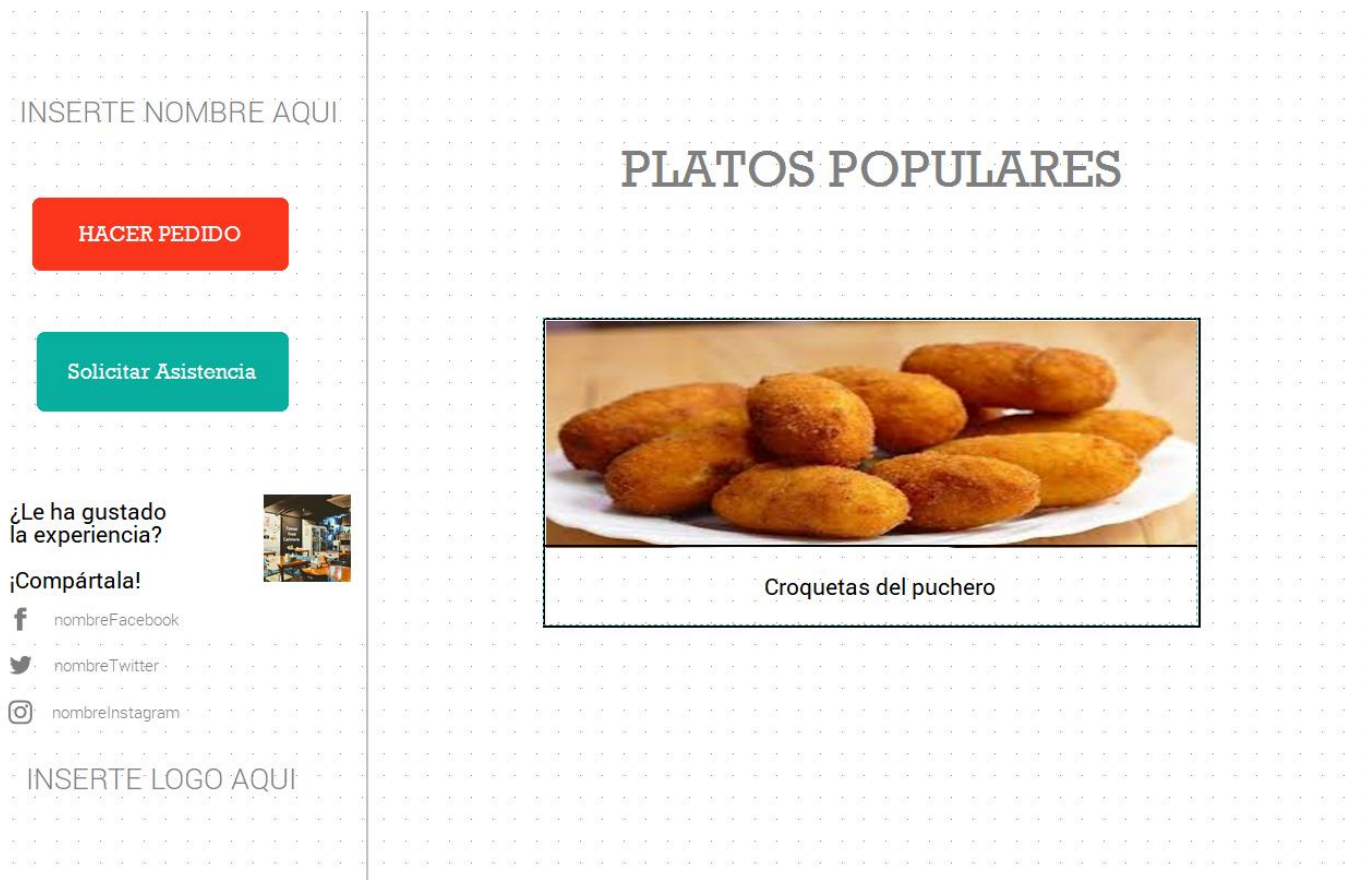 INSERTE NOMBRE AQUI
HACER PEDIDO
Solicitar Asistencia
¿Le ha gustado
la experiencia?
¡Compártala!
nombreFacebook
nombreTwitter
nombreInstagram
INSERTE LOGO AQUI
PLATOS POPULARES
Croquetas del puchero